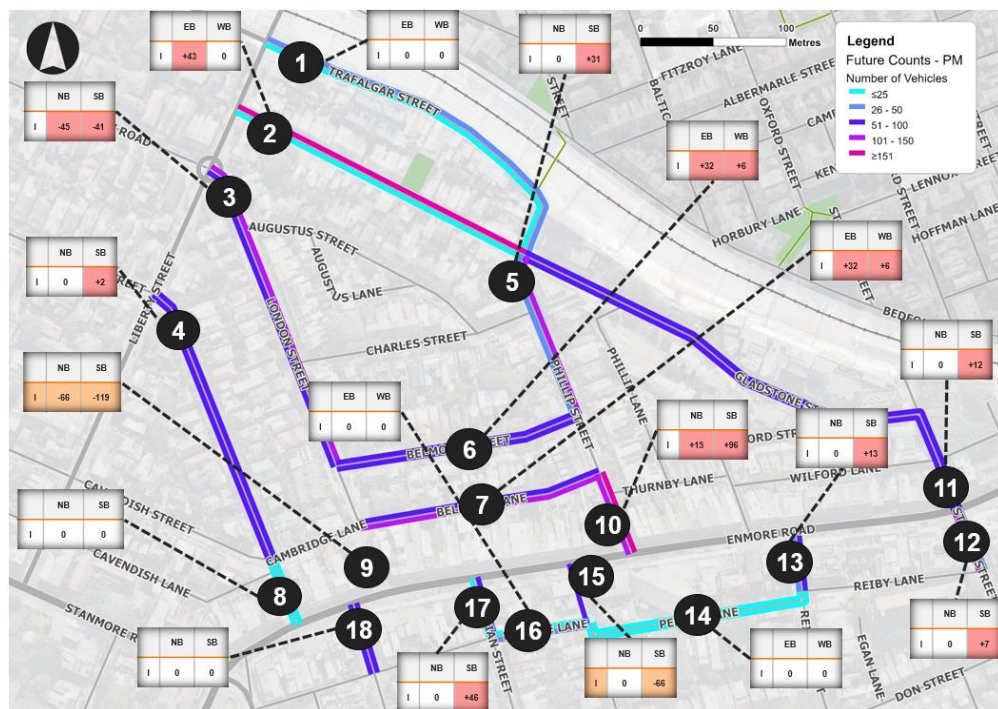 EB WB
I +43 0
EB WB
I 0 0
NB SB
I 0 +31
0 50 100
Metres
Legend
Future Counts - PM
Number of Vehicles
≤25
26 - 50
51 - 100
101 - 150
≥151
FITZROY LANE
ALBERMARLE STREET
BALTIC
OXFORD STREET
LENNOX
HORBURY LANE
HOFFMAN LANE
STREET
1
TRAFALGAR STREET
NB SB
I -45 -41
ROAD
2
EB WB
I +32 +6
3
AUGUSTUS STREET
AUGUSTUS LANE
EB WB
I +32 +6
NB SB
I 0 +2
5
LIBERTY STREET
LONDON STREET
4
CHARLES STREET
PHILLIP STREET
PHILLIP LANE
NB SB
I 0 +12
NB SB
I -66 -119
EB WB
I 0 0
6
NB SB
I +15 +96
NB SB
I 0 +13
CAVENDISH STREET
7
THURNBY LANE
WILFORD LANE
11
NB SB
I 0 0
CAMBRIDGE LANE
10
ENMORE ROAD
12
CAVENDISH LANE
9
13
8
15
REIBY LANE
STANMORE
17
14
18
16
EGAN LANE
DON STREET
NB SB
I 0 0
NB SB
I 0 +46
NB SB
I 0 -66
EB WB
I 0 0
NB SB
I 0 +7